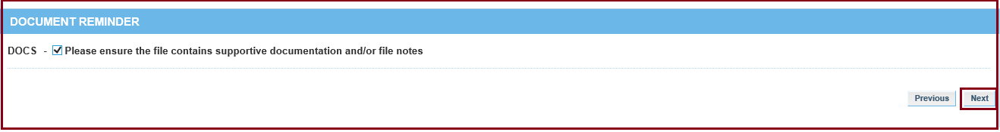 DOCUMENT REMINDER
DOCS - Please ensure the file contains supportive documentation and/or file notes
Previous Next